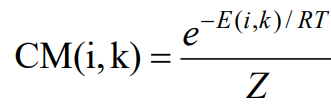 CM(i, k) = e^{-E(i,k)/RT} / Z